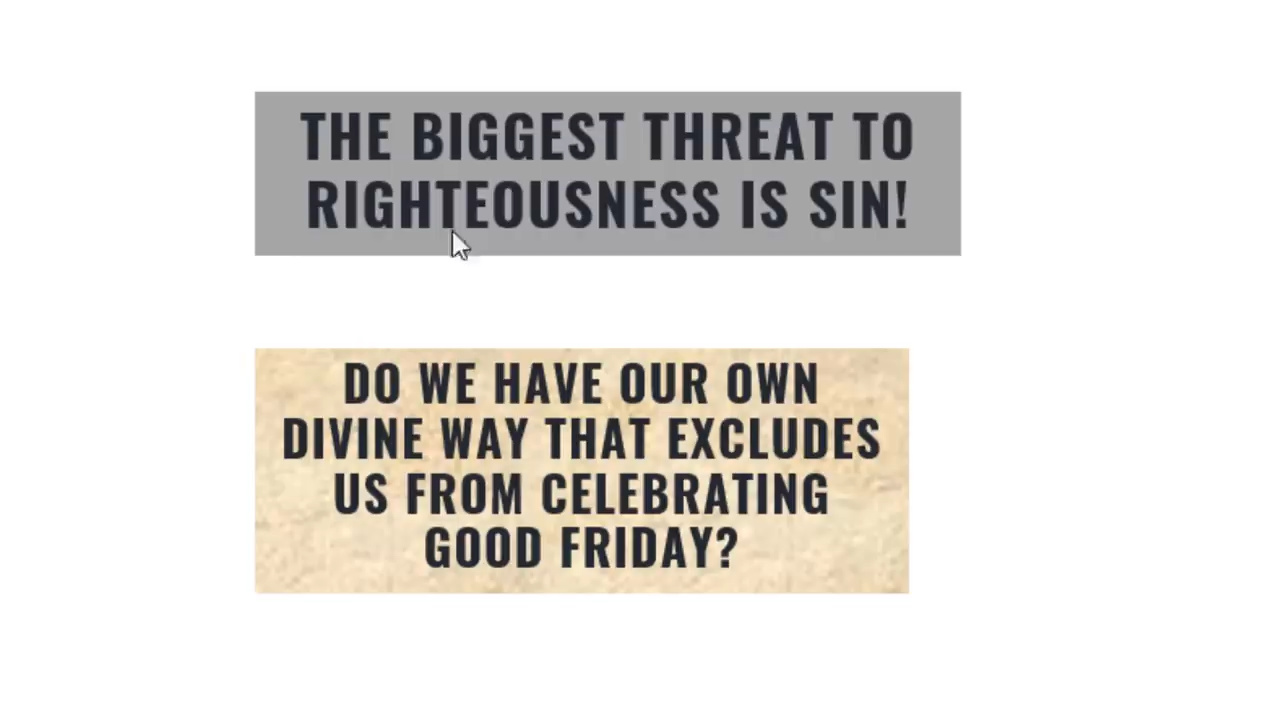 THE BIGGEST THREAT TO
RIGHTEOUSNESS IS SIN!
DO WE HAVE OUR OWN
DIVINE WAY THAT EXCLUDES
US FROM CELEBRATING
GOOD FRIDAY?